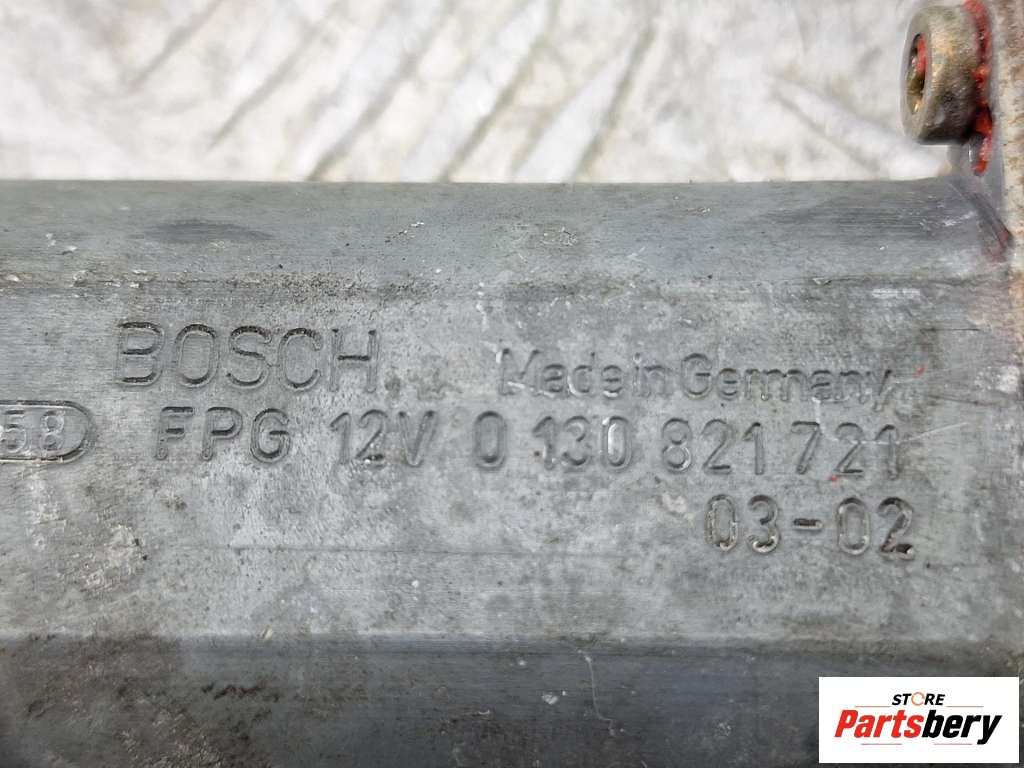 BOSCH Made in Germany
58 FPG 12V 0 130 821 721
03-02
STORE
Partsbery